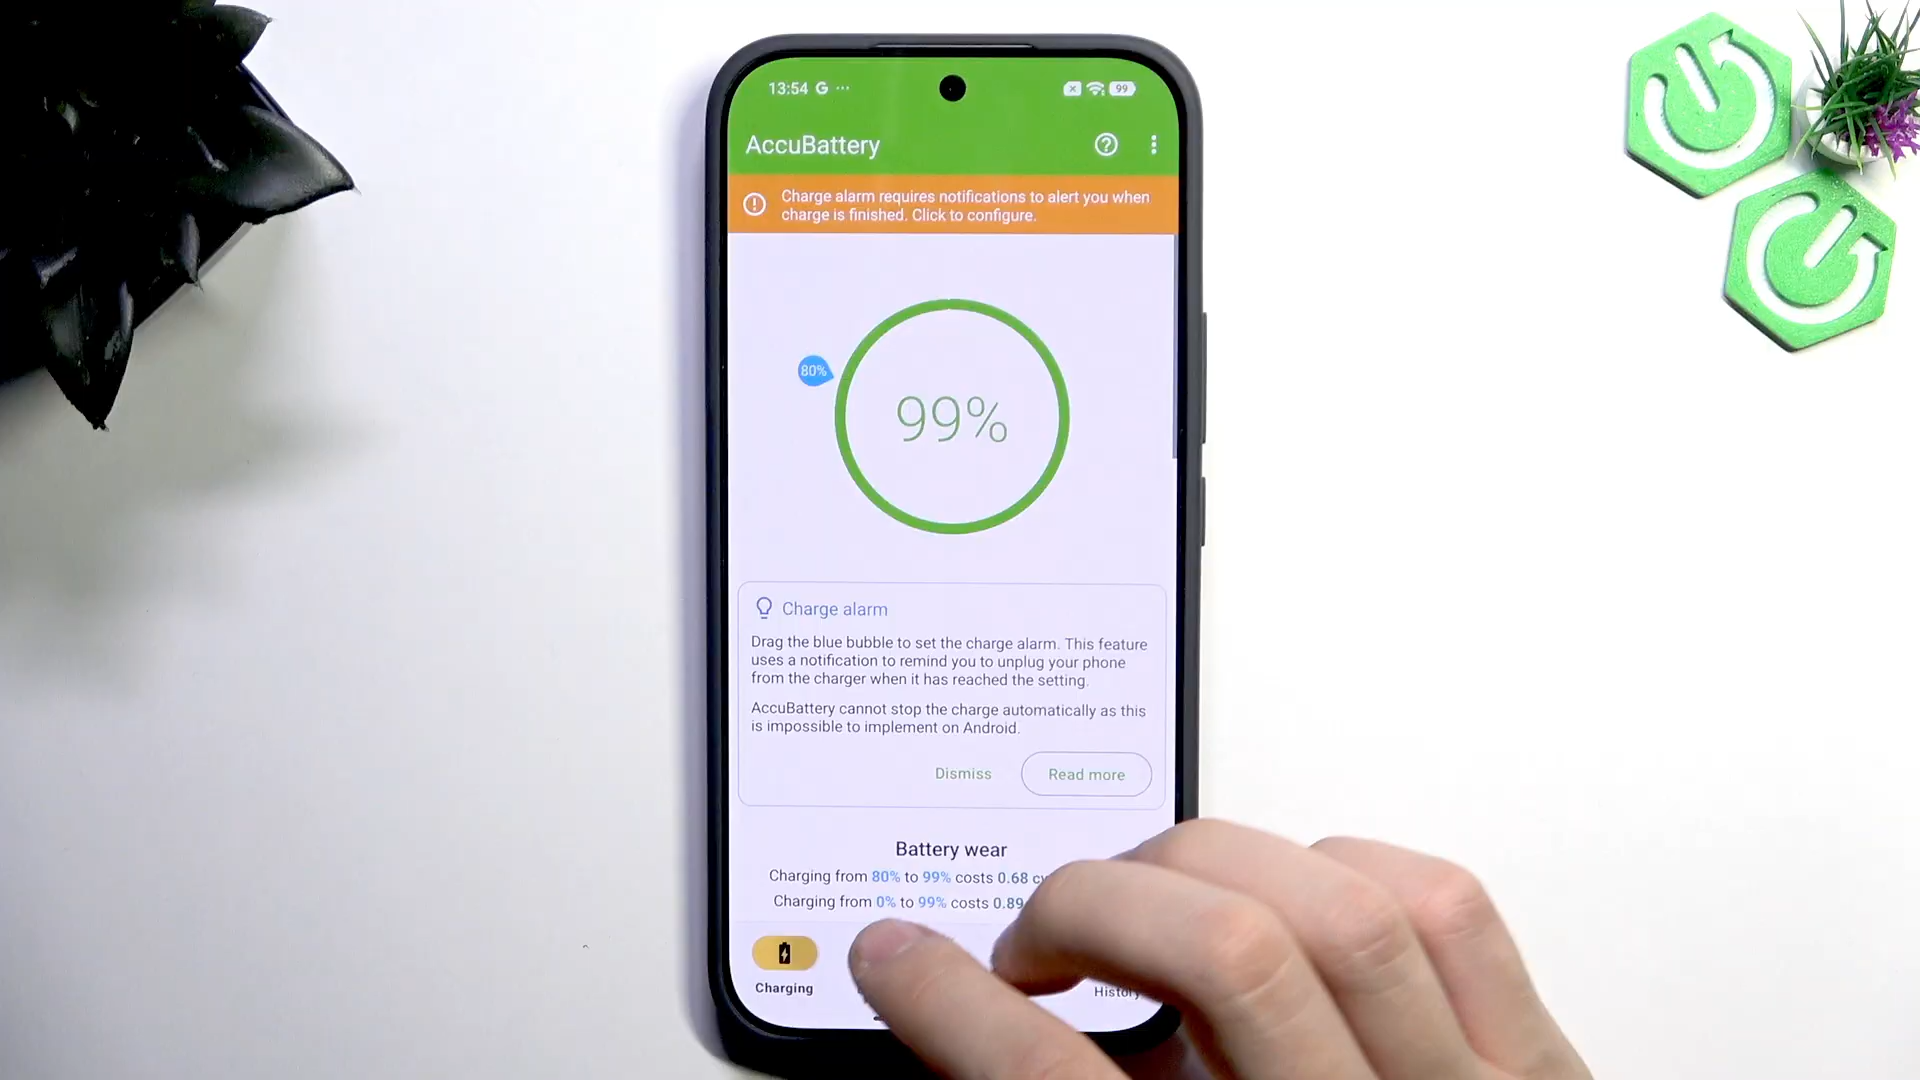 13:54 G ...
99
AccuBattery
Charge alarm requires notifications to alert you when
charge is finished. Click to configure.
80%
99%
Charge alarm
Drag the blue bubble to set the charge alarm. This feature
uses a notification to remind you to unplug your phone
from the charger when it has reached the setting.
AccuBattery cannot stop the charge automatically as this
is impossible to implement on Android.
Dismiss
Read more
Battery wear
Charging from 80% to 99% costs 0.68
Charging from 0% to 99% costs 0.89
Charging
History